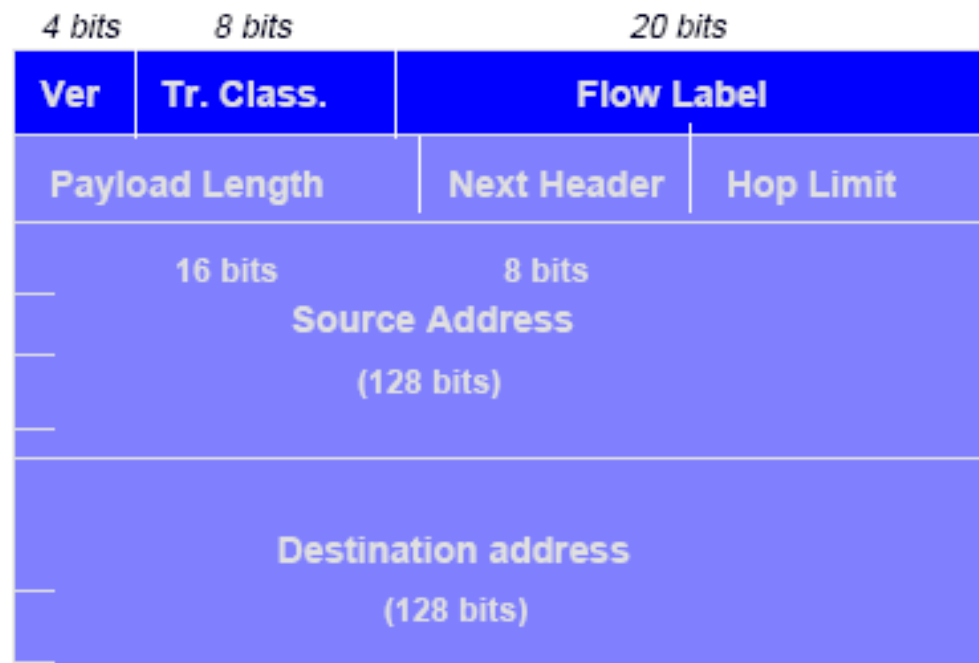 4 bits 8 bits 20 bits
Ver Tr. Class. Flow Label
Payload Length Next Header Hop Limit
16 bits 8 bits
Source Address
(128 bits)
Destination address
(128 bits)